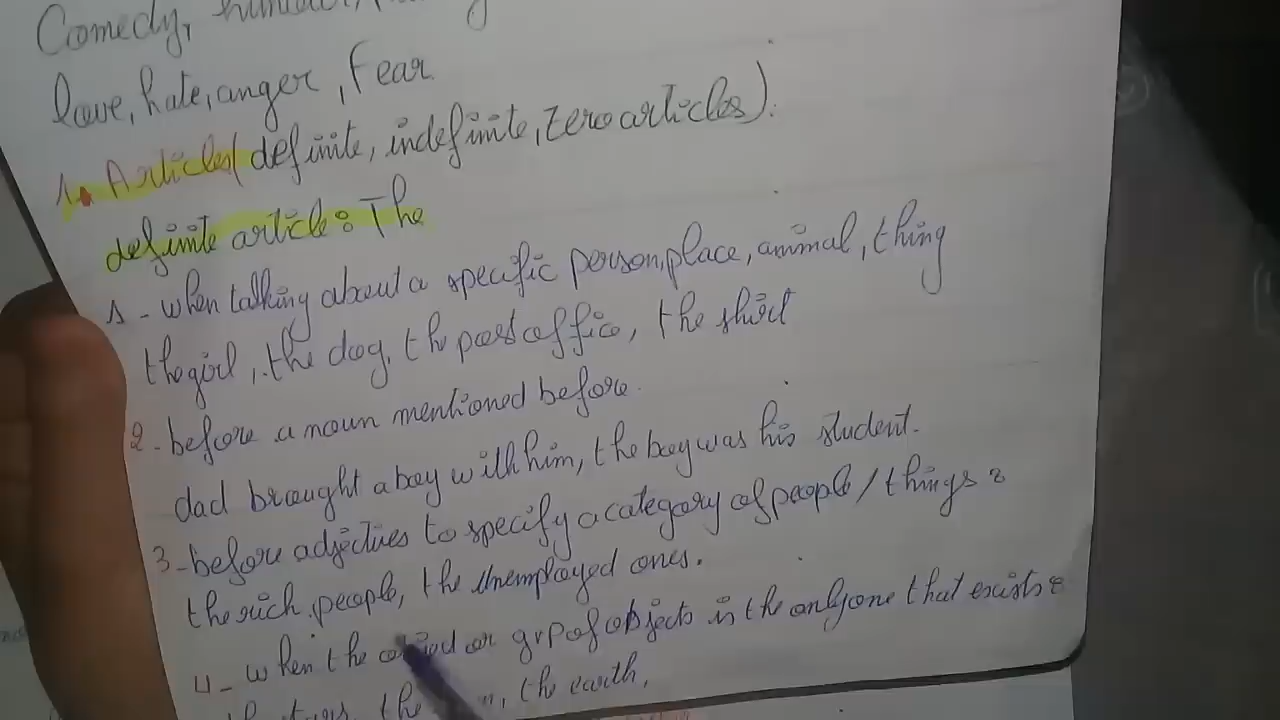 Comedy,
love, hate, anger, fear
1. Articles (definite, indefinite, zero articles).
definite article: The
1 - when talking about a specific person, place, animal, thing
the girl, the dog, the post office, the shirt
2 - before a noun mentioned before.
dad brought a boy with him, the boy was his student.
3 - before adjectives to specify a category of people / things :
the rich people, the unemployed ones.
4 - when the or grp of objects is the only one that exists :
the the earth,